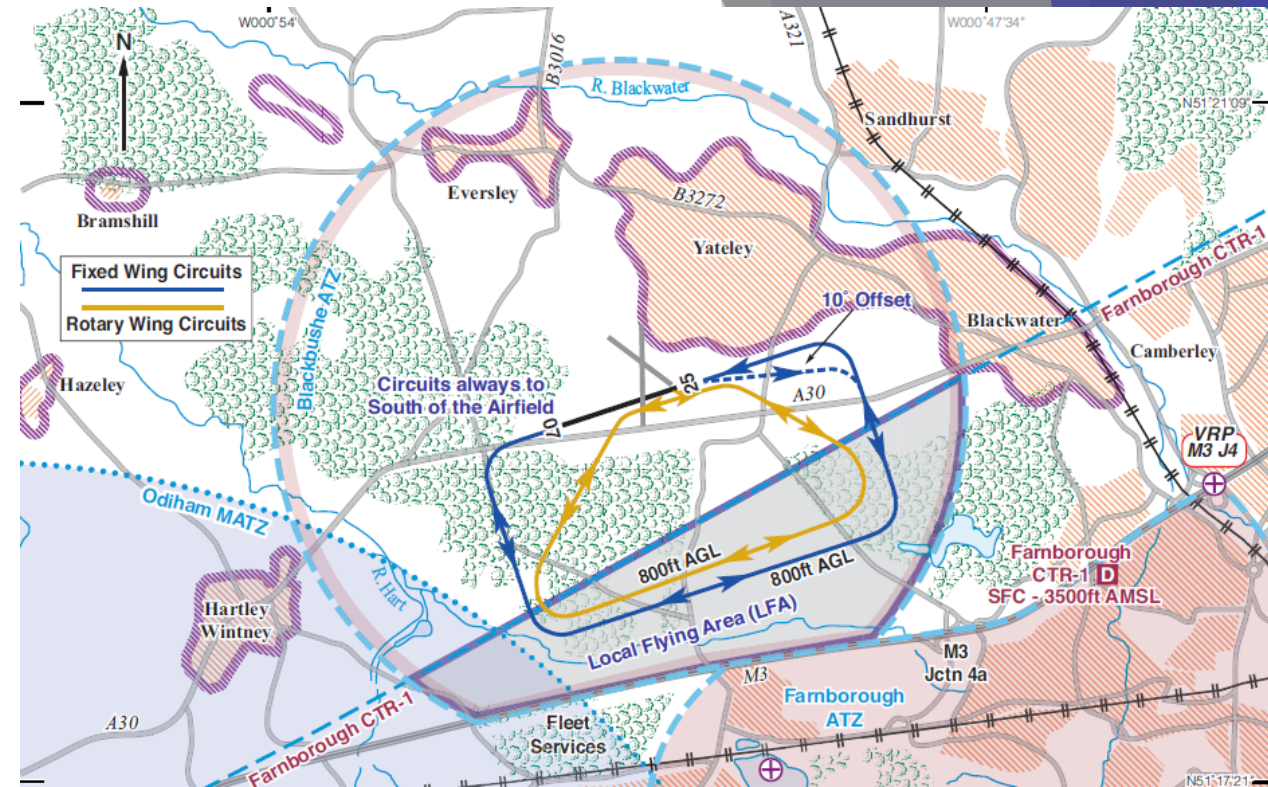 W000°54'
W000°47'34"
A321
N
B3016
R. Blackwater
N51°21'09"
Sandhurst
Eversley
B3272
Bramshill
Yateley
Farnborough CTR-1
Fixed Wing Circuits
Rotary Wing Circuits
Blackbushe ATZ
10° Offset
Blackwater
Camberley
Hazeley
Circuits always to
South of the Airfield
25
A30
07
VRP
M3 J4
Odiham MATZ
800ft AGL
800ft AGL
Farnborough
CTR-1 D
SFC - 3500ft AMSL
R. Hart
Hartley
Wintney
Local Flying Area (LFA)
M3
Jctn 4a
M3
Farnborough
ATZ
A30
Farnborough CTR-1
Fleet
Services
N51°17'21"